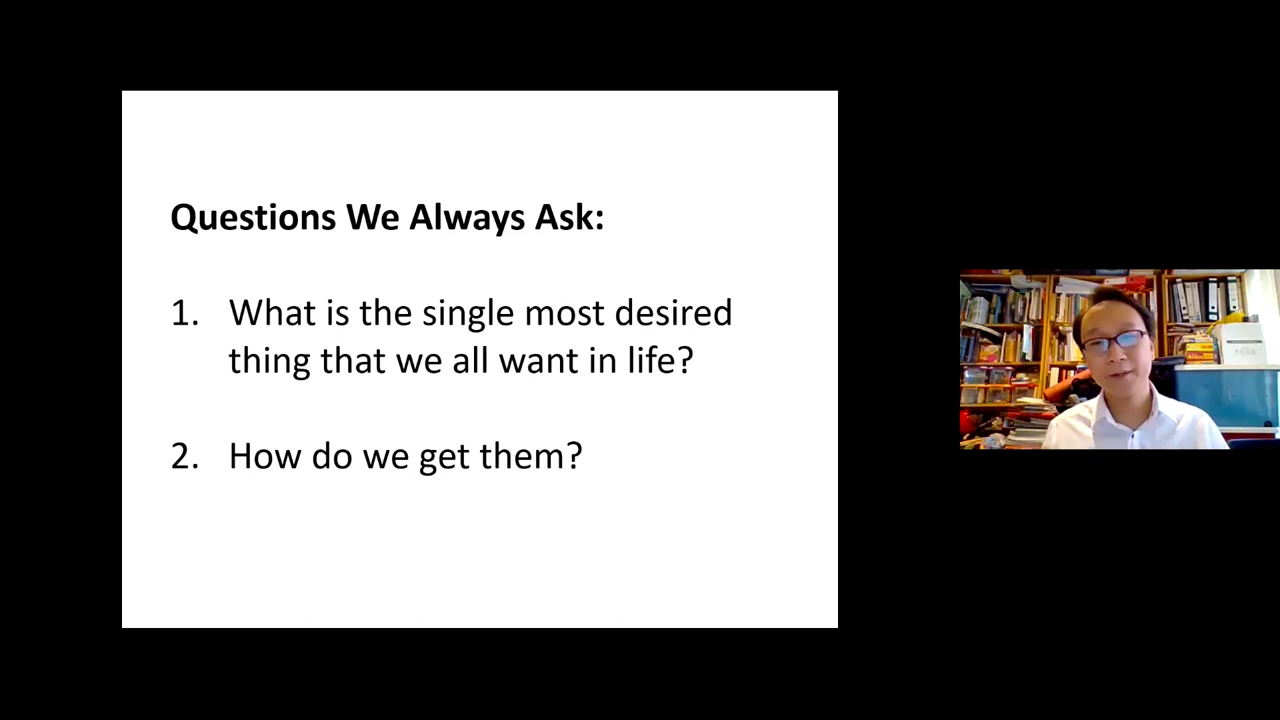 Questions We Always Ask:
1. What is the single most desired
thing that we all want in life?
2. How do we get them?